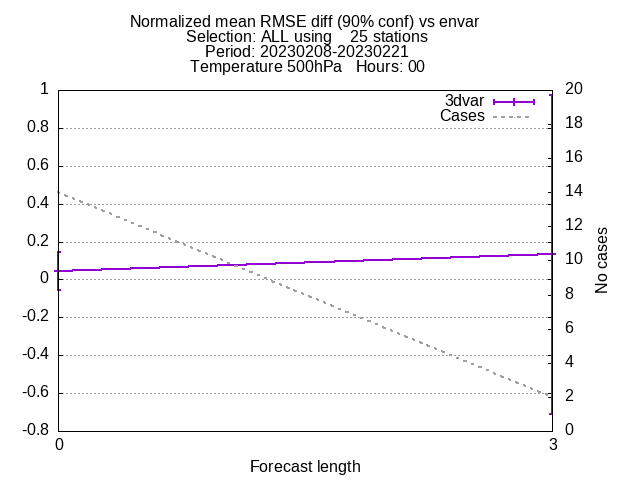 Normalized mean RMSE diff (90% conf) vs envar
Selection: ALL using    25 stations
Period: 20230208-20230221
Temperature 500hPa   Hours: 00
3dvar
Cases
1
0.8
0.6
0.4
0.2
0
-0.2
-0.4
-0.6
-0.8
20
18
16
14
12
10
8
6
4
2
0
No cases
0
3
Forecast length